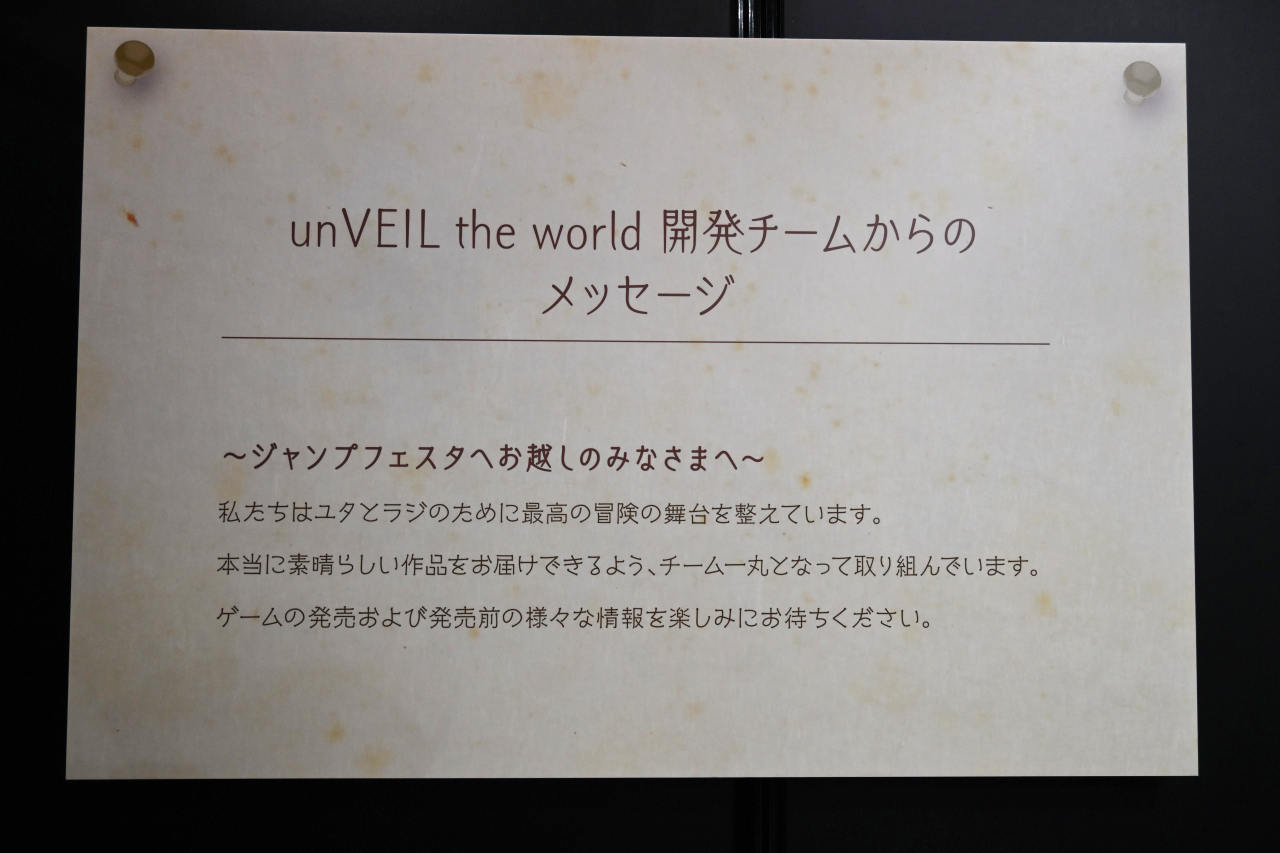 unVEIL the world 開発チームからの
メッセージ
～ジャンプフェスタへお越しのみなさまへ～
私たちはユタとラジのために最高の冒険の舞台を整えています。
本当に素晴らしい作品をお届けできるよう、チーム一丸となって取り組んでいます。
ゲームの発売および発売前の様々な情報を楽しみにお待ちください。